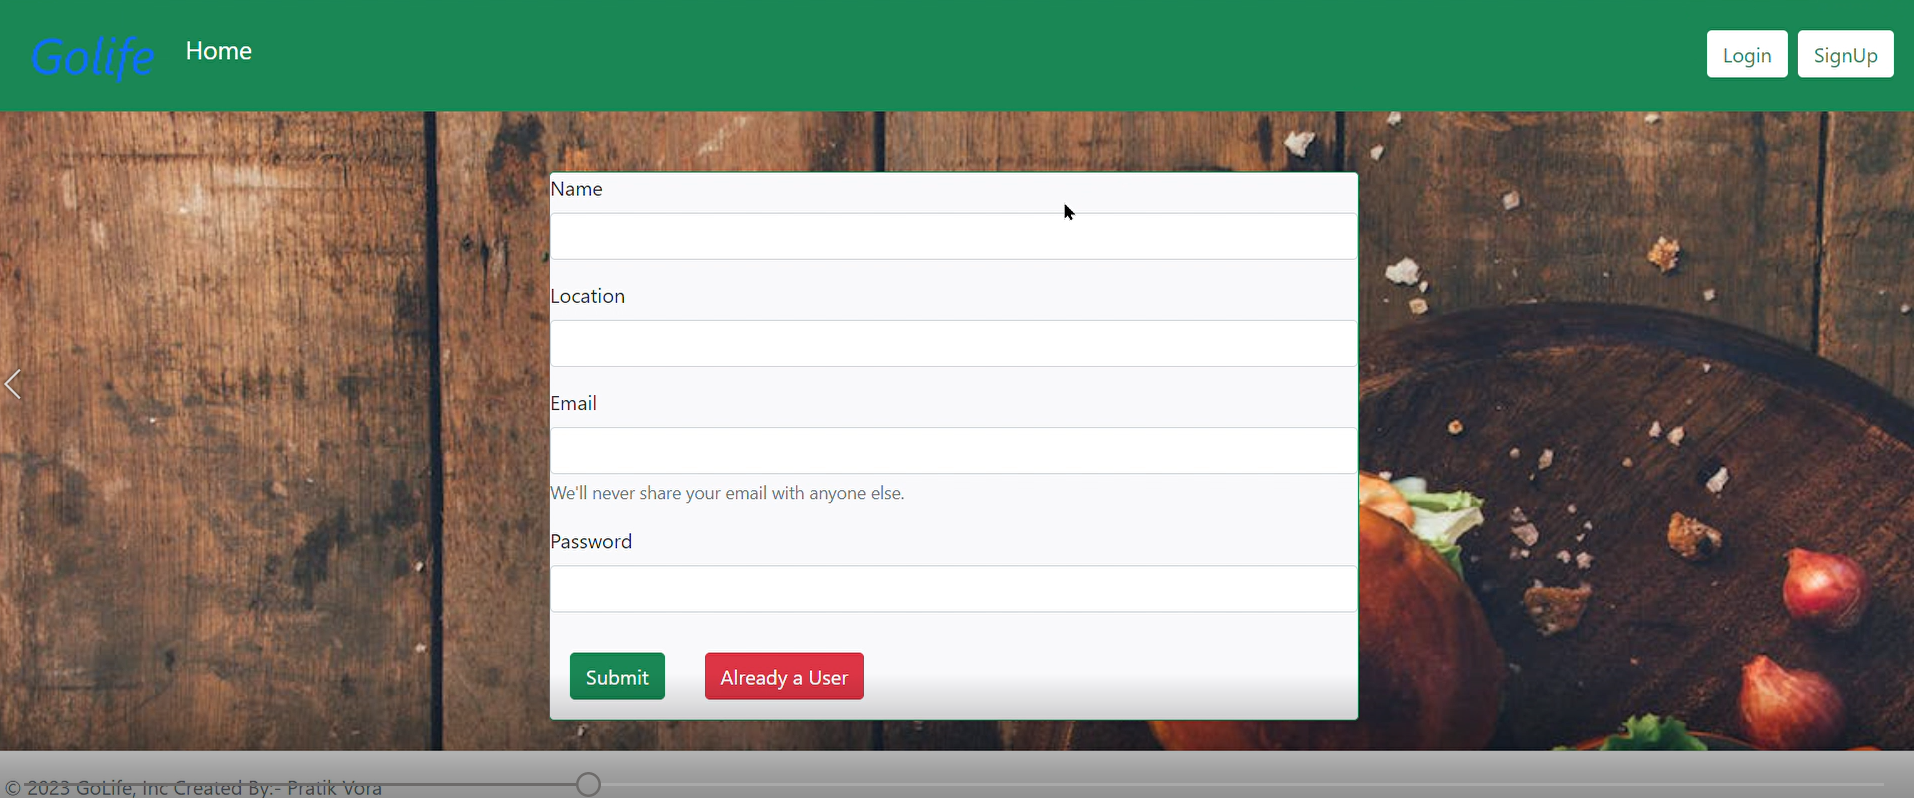 Golife Home Login SignUp
Name
Location
Email
We'll never share your email with anyone else.
Password
Submit Already a User
© 2023 GoLife, Inc Created By:- Pratik Vora